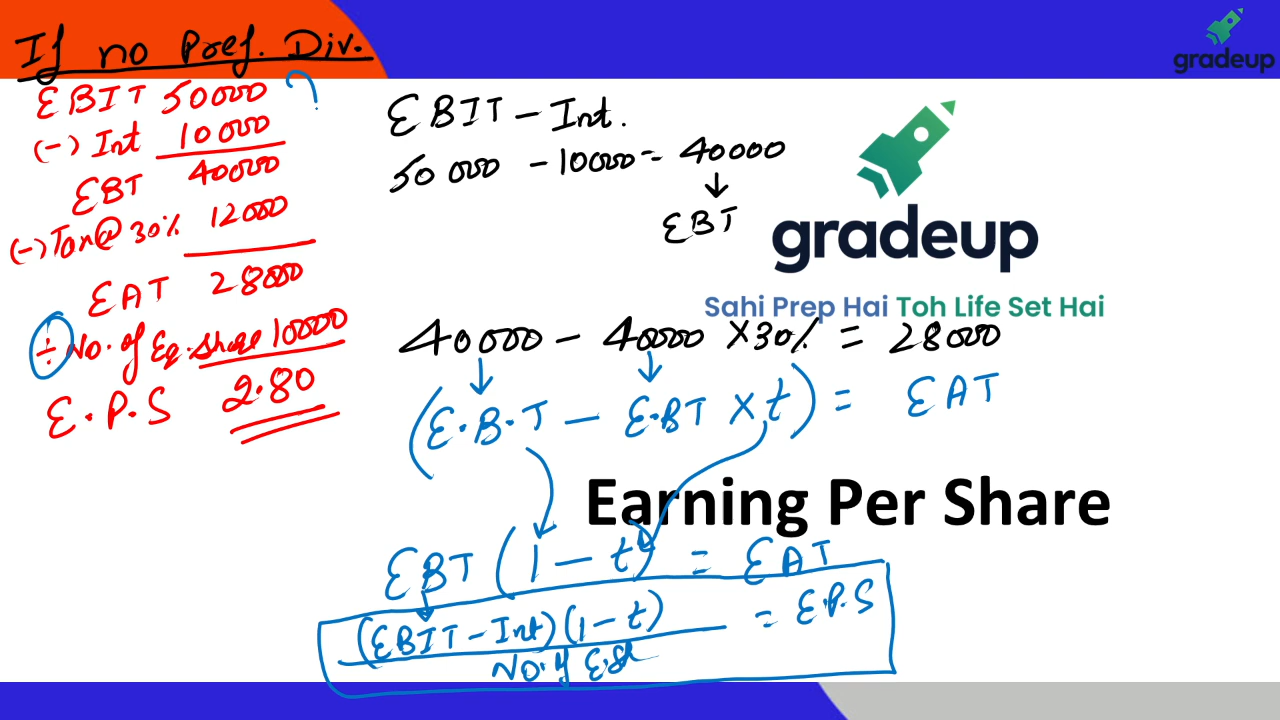 If no Pref. Div.
gradeup
EBIT 50000
(-) Int 10000
EBT 40000
(-) Tax@ 30% 12000
EAT 28000
÷ No. of Eq. Share 10000
E.P.S 2.80
EBIT - Int.
50000 - 10000 = 40000
EBT
gradeup
Sahi Prep Hai Toh Life Set Hai
40000 - 40000 X 30% = 28000
(E.B.T - E.BT X t) = EAT
Earning Per Share
EBT (1 - t) = EAT
(EBIT - Int) (1 - t) = E.P.S
No. of E.Sh